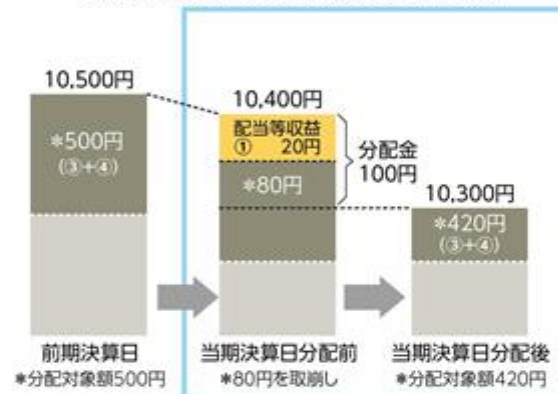 10,500円
*500円
(③+④)
前期決算日
*分配対象額500円
10,400円
配当等収益
① 20円
*80円
分配金
100円
当期決算日分配前
*80円を取崩し
10,300円
*420円
(③+④)
当期決算日分配後
*分配対象額420円